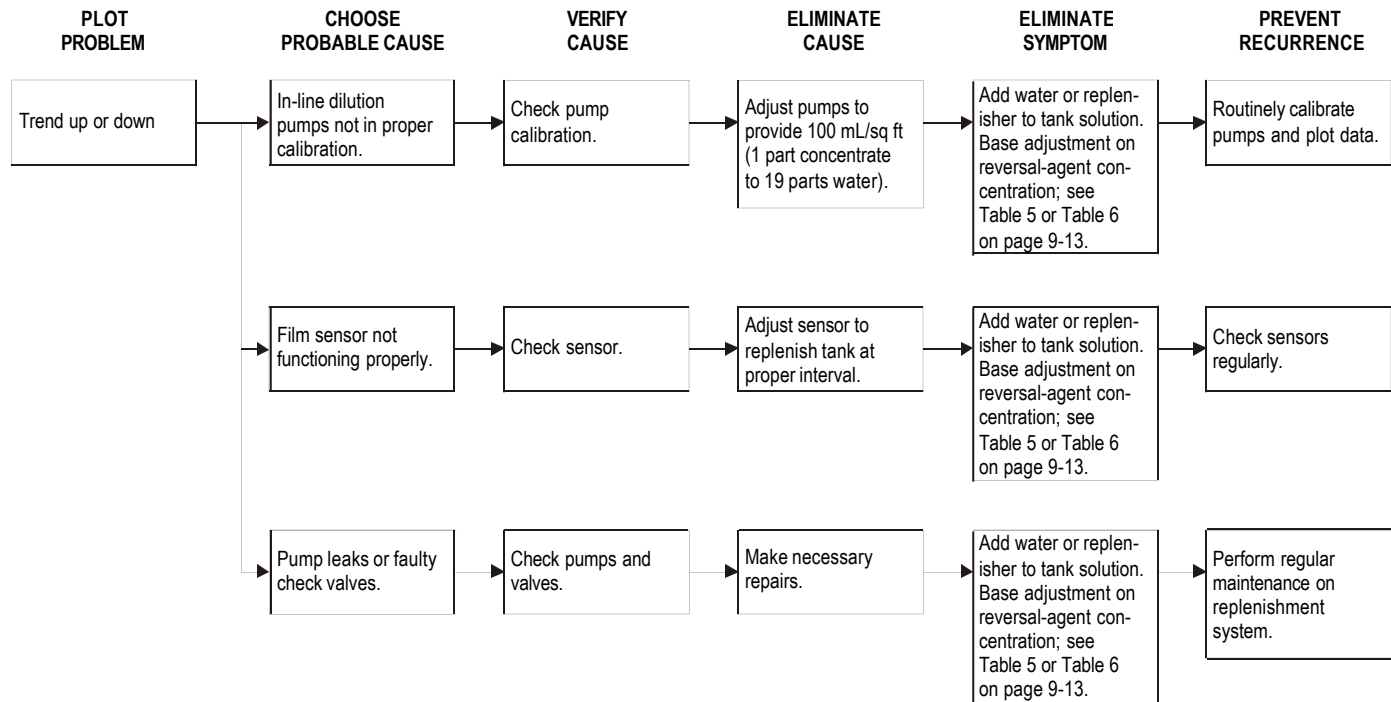 PLOT
PROBLEM
CHOOSE
PROBABLE CAUSE
VERIFY
CAUSE
ELIMINATE
CAUSE
ELIMINATE
SYMPTOM
PREVENT
RECURRENCE
Trend up or down
In-line dilution
pumps not in proper
calibration.
Check pump
calibration.
Adjust pumps to
provide 100 mL/sq ft
(1 part concentrate
to 19 parts water).
Add water or replen-
isher to tank solution.
Base adjustment on
reversal-agent con-
centration; see
Table 5 or Table 6
on page 9-13.
Routinely calibrate
pumps and plot data.
Film sensor not
functioning properly.
Check sensor.
Adjust sensor to
replenish tank at
proper interval.
Add water or replen-
isher to tank solution.
Base adjustment on
reversal-agent con-
centration; see
Table 5 or Table 6
on page 9-13.
Check sensors
regularly.
Pump leaks or faulty
check valves.
Check pumps and
valves.
Make necessary
repairs.
Add water or replen-
isher to tank solution.
Base adjustment on
reversal-agent con-
centration; see
Table 5 or Table 6
on page 9-13.
Perform regular
maintenance on
replenishment
system.